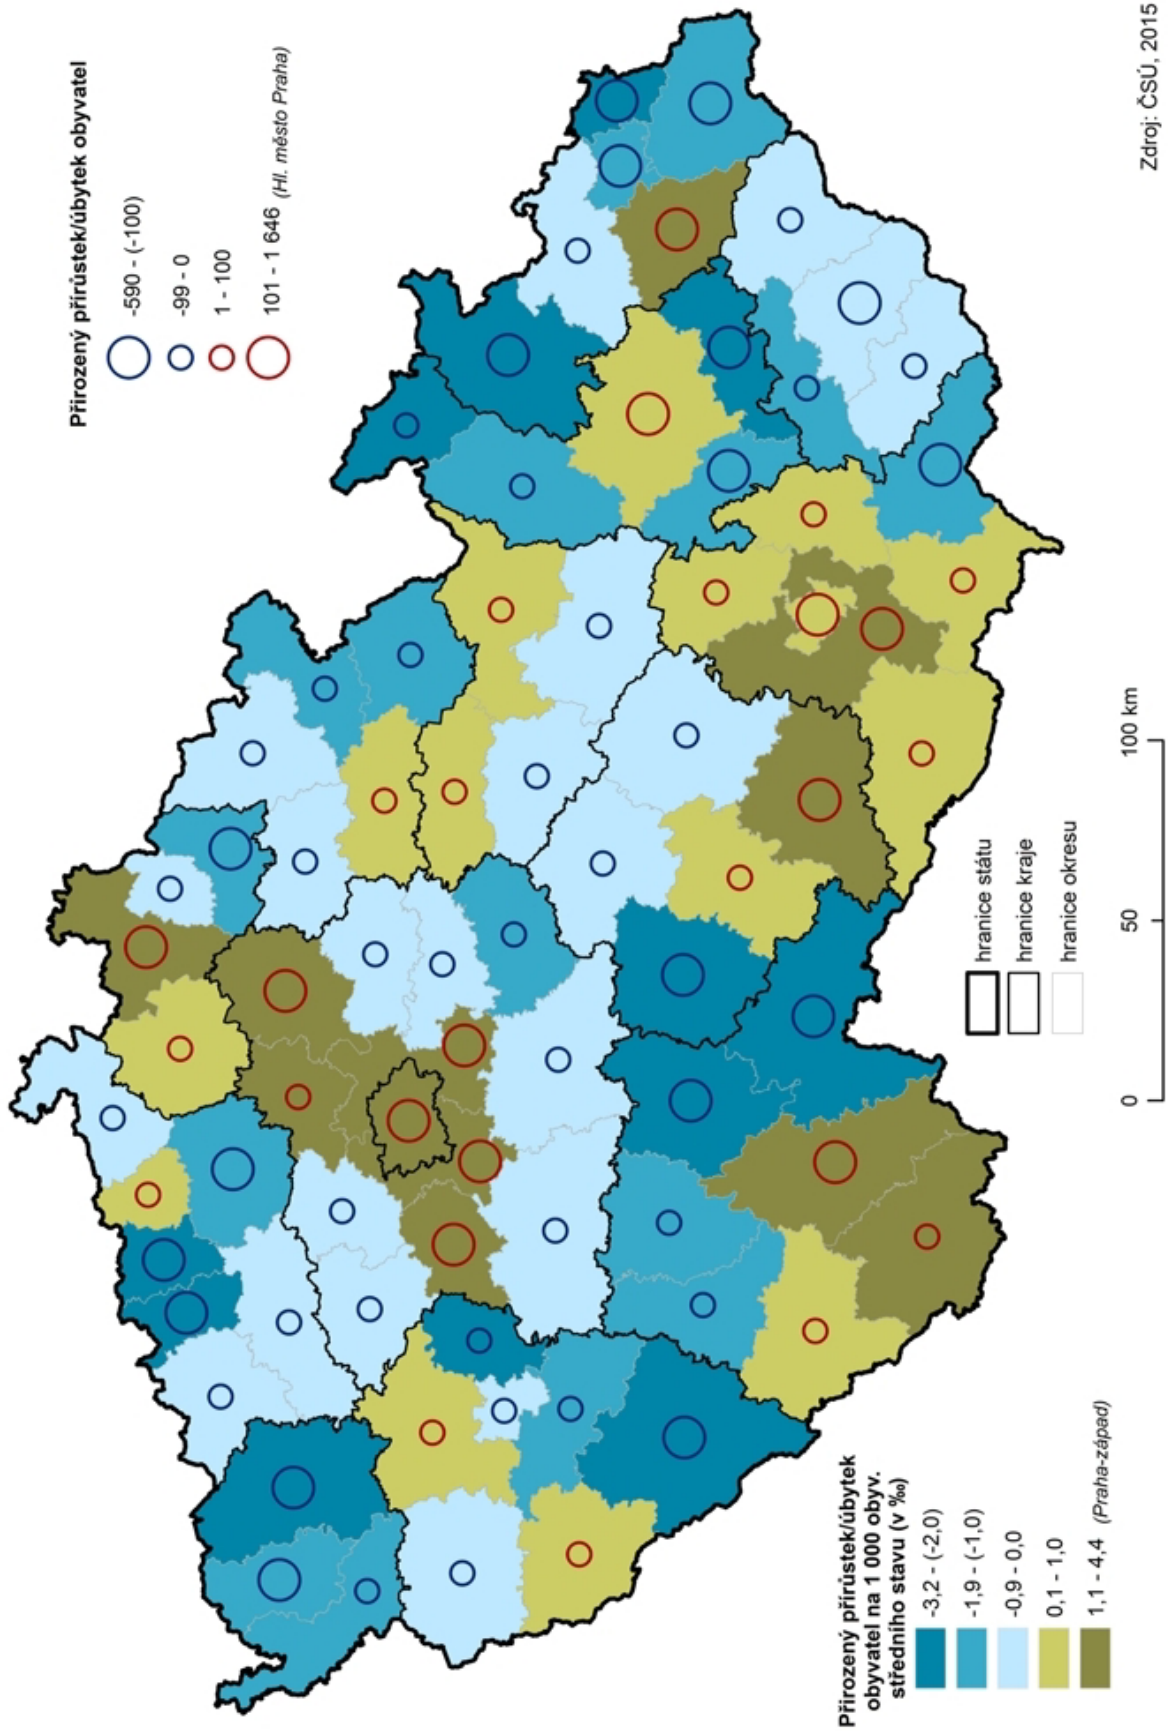 Přirozený přírůstek/úbytek obyvatel
-590 - (-100)
-99 - 0
1 - 100
101 - 1 646 (Hl. město Praha)
Přirozený přírůstek/úbytek
obyvatel na 1 000 obyv.
středního stavu (v ‰)
-3,2 - (-2,0)
-1,9 - (-1,0)
-0,9 - 0,0
0,1 - 1,0
1,1 - 4,4 (Praha-západ)
hranice státu
hranice kraje
hranice okresu
0 50 100 km
Zdroj: ČSÚ, 2015